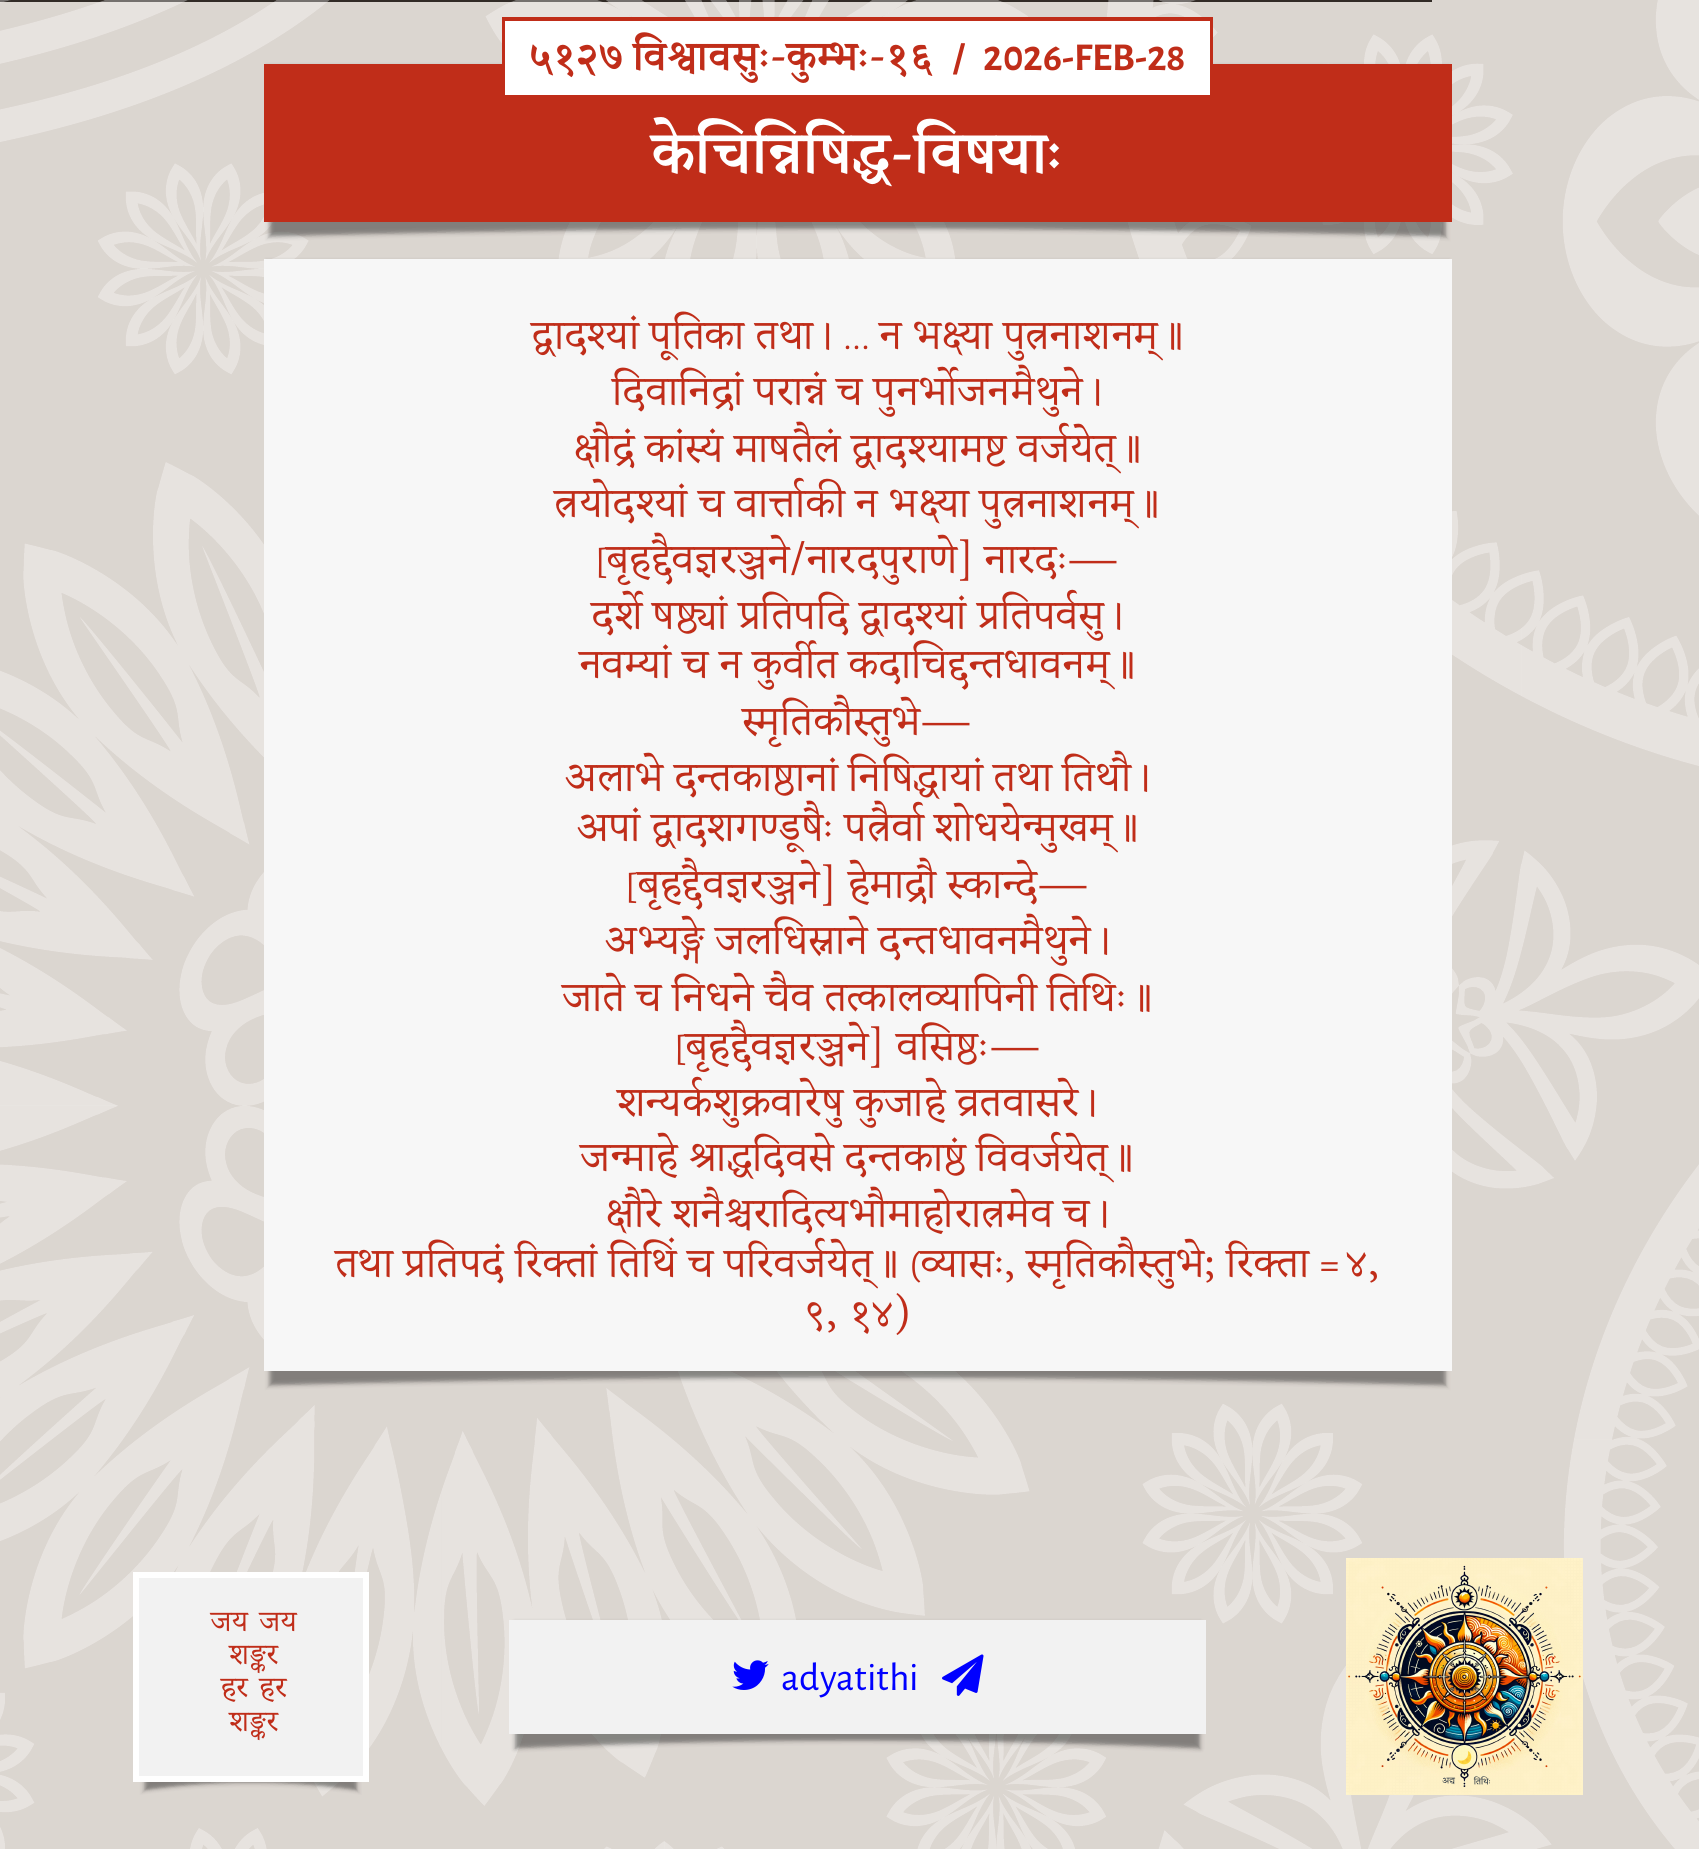 ५१२७ विश्वावसुः-कुम्भः-१६ / 2026-FEB-28
केचिन्निषिद्ध-विषयाः
द्वादश्यां पूतिका तथा। ... न भक्ष्या पुत्रनाशनम्॥
दिवानिद्रां परान्नं च पुनर्भोजनमैथुने।
क्षौद्रं कांस्यं माषतैलं द्वादश्यामष्ट वर्जयेत्॥
त्रयोदश्यां च वार्त्ताकी न भक्ष्या पुत्रनाशनम्॥
[बृहद्दैवज्ञरञ्जने/नारदपुराणे] नारदः—
दर्शे षष्ठ्यां प्रतिपदि द्वादश्यां प्रतिपर्वसु।
नवम्यां च न कुर्वीत कदाचिद्दन्तधावनम्॥
स्मृतिकौस्तुभे—
अलाभे दन्तकाष्ठानां निषिद्धायां तथा तिथौ।
अपां द्वादशगण्डूषैः पत्रैर्वा शोधयेन्मुखम्॥
[बृहद्दैवज्ञरञ्जने] हेमाद्रौ स्कान्दे—
अभ्यङ्गे जलधिस्नाने दन्तधावनमैथुने।
जाते च निधने चैव तत्कालव्यापिनी तिथिः॥
[बृहद्दैवज्ञरञ्जने] वसिष्ठः—
शन्यर्कशुक्रवारेषु कुजाहे व्रतवासरे।
जन्माहे श्राद्धदिवसे दन्तकाष्ठं विवर्जयेत्॥
क्षौरे शनैश्चरादित्यभौमाहोरात्रमेव च।
तथा प्रतिपदं रिक्तां तिथिं च परिवर्जयेत्॥ (व्यासः, स्मृतिकौस्तुभे; रिक्ता = ४,
९, १४)
जय जय
शङ्कर
हर हर
शङ्कर
adyatithi
अद्य तिथिः